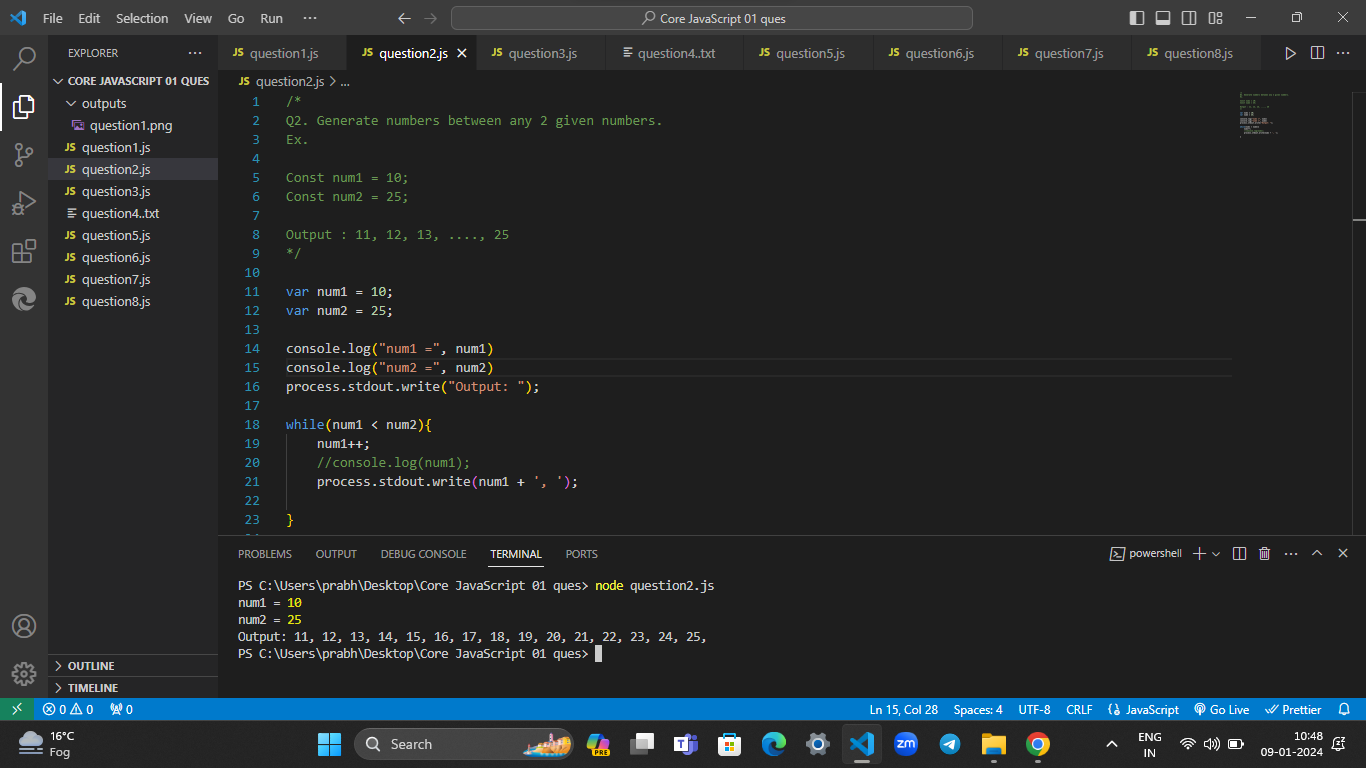 File Edit Selection View Go Run ···
Core JavaScript 01 ques
EXPLORER ···
CORE JAVASCRIPT 01 QUES
outputs
question1.png
JS question1.js
JS question2.js
JS question3.js
question4..txt
JS question5.js
JS question6.js
JS question7.js
JS question8.js
OUTLINE
TIMELINE
JS question1.js JS question2.js JS question3.js question4..txt JS question5.js JS question6.js JS question7.js JS question8.js ···
JS question2.js > ...
1 /*
2 Q2. Generate numbers between any 2 given numbers.
3 Ex.
4
5 Const num1 = 10;
6 Const num2 = 25;
7
8 Output : 11, 12, 13, ...., 25
9 */
10
11 var num1 = 10;
12 var num2 = 25;
13
14 console.log("num1 =", num1)
15 console.log("num2 =", num2)
16 process.stdout.write("Output: ");
17
18 while(num1 < num2){
19 num1++;
20 //console.log(num1);
21 process.stdout.write(num1 + ', ');
22
23 }
PROBLEMS OUTPUT DEBUG CONSOLE TERMINAL PORTS powershell ···
PS C:\Users\prabh\Desktop\Core JavaScript 01 ques> node question2.js
num1 = 10
num2 = 25
Output: 11, 12, 13, 14, 15, 16, 17, 18, 19, 20, 21, 22, 23, 24, 25,
PS C:\Users\prabh\Desktop\Core JavaScript 01 ques>
0 0 0 Ln 15, Col 28 Spaces: 4 UTF-8 CRLF {} JavaScript Go Live Prettier
16°C
Fog
Search
PRE
zm
ENG
IN
10:48
09-01-2024